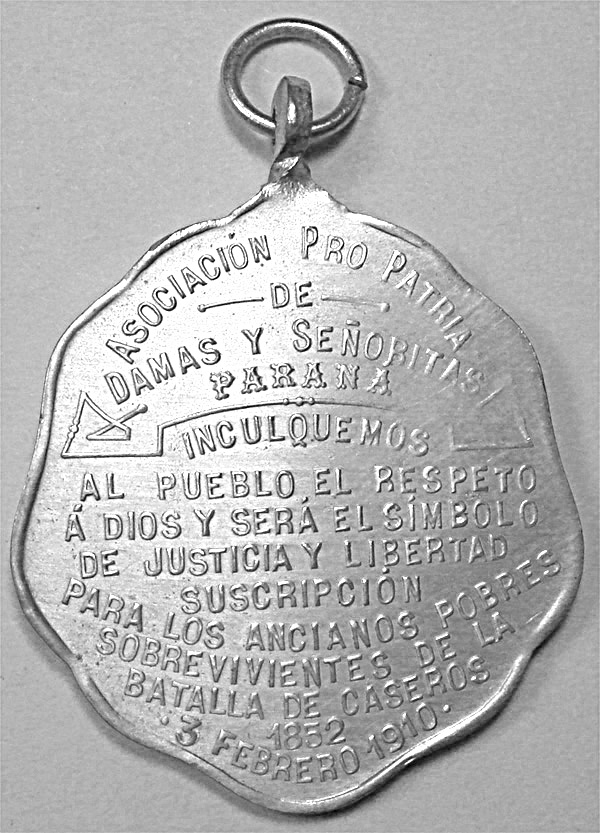 ASOCIACIÓN PRO PATRIA
DE
DAMAS Y SEÑORITAS
PARANÁ
INCULQUEMOS
AL PUEBLO, EL RESPETO
Á DIOS Y SERÁ EL SÍMBOLO
DE JUSTICIA Y LIBERTAD
SUSCRIPCIÓN
PARA LOS ANCIANOS POBRES
SOBREVIVIENTES DE LA
BATALLA DE CASEROS
1852
·3 FEBRERO 1910·